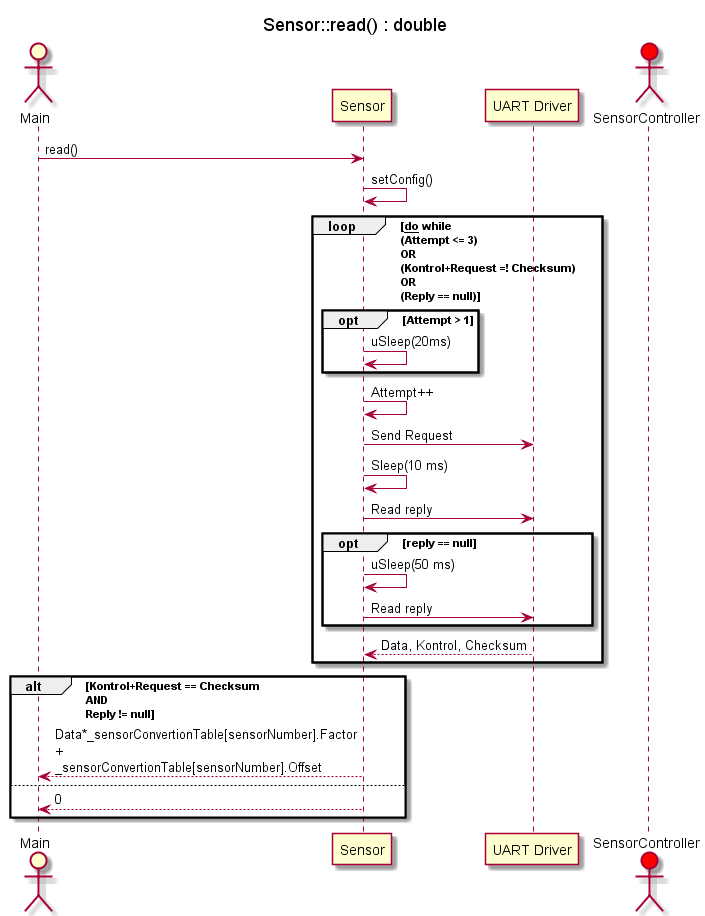 Sensor::read() : double
Main
Sensor
UART Driver
SensorController
read()
setConfig()
loop
[do while
(Attempt <= 3)
OR
(Kontrol+Request =! Checksum)
OR
(Reply == null)]
opt
[Attempt > 1]
uSleep(20ms)
Attempt++
Send Request
Sleep(10 ms)
Read reply
opt
[reply == null]
uSleep(50 ms)
Read reply
Data, Kontrol, Checksum
alt
[Kontrol+Request == Checksum
AND
Reply != null]
Data*_sensorConvertionTable[sensorNumber].Factor
+
_sensorConvertionTable[sensorNumber].Offset
0
Main
Sensor
UART Driver
SensorController